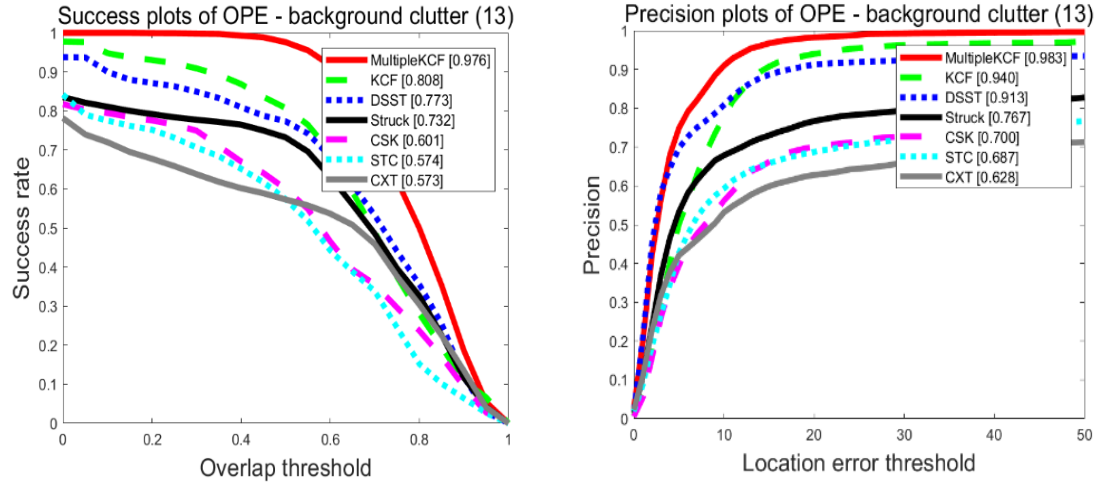 Success plots of OPE - background clutter (13)
1
0.9
0.8
0.7
0.6
0.5
0.4
0.3
0.2
0.1
0
Success rate
MultipleKCF [0.976]
KCF [0.808]
DSST [0.773]
Struck [0.732]
CSK [0.601]
STC [0.574]
CXT [0.573]
0
0.2
0.4
0.6
0.8
1
Overlap threshold
Precision plots of OPE - background clutter (13)
1
0.9
0.8
0.7
0.6
0.5
0.4
0.3
0.2
0.1
0
Precision
MultipleKCF [0.983]
KCF [0.940]
DSST [0.913]
Struck [0.767]
CSK [0.700]
STC [0.687]
CXT [0.628]
0
10
20
30
40
50
Location error threshold